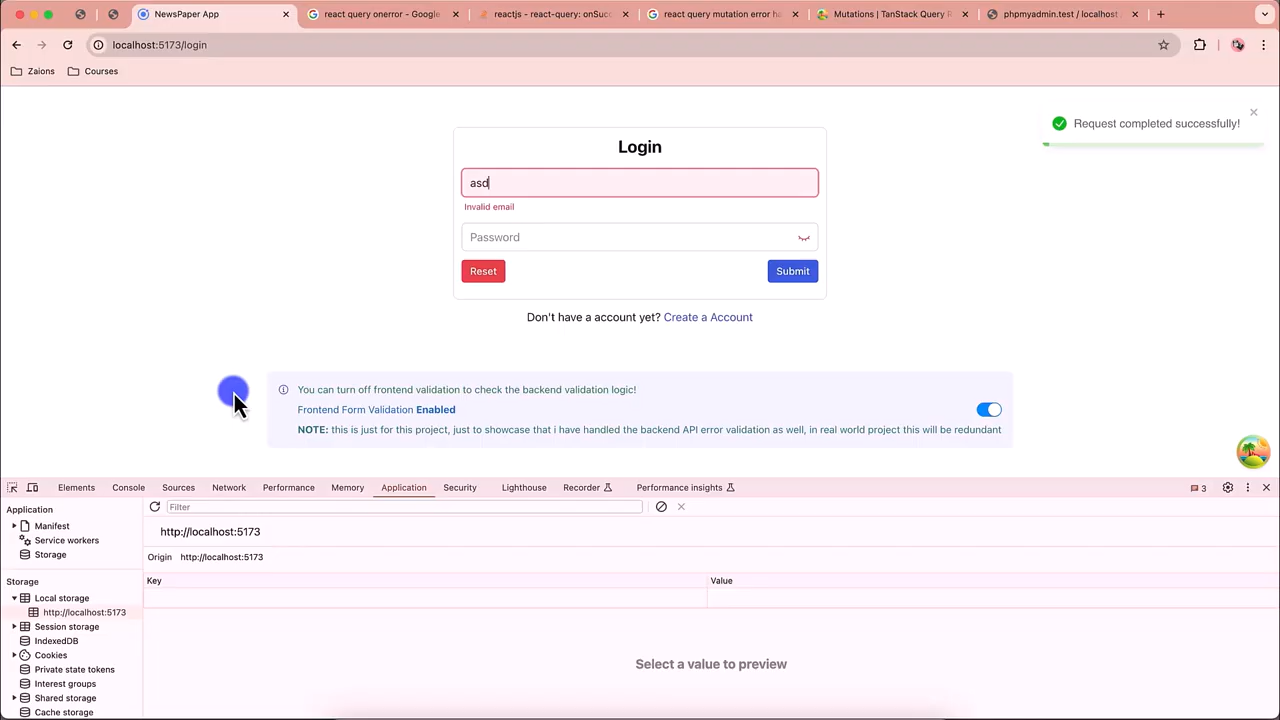 NewsPaper App
react query onerror - Google
reactjs - react-query: onSuc
react query mutation error h
Mutations | TanStack Query R
phpmyadmin.test / localhost
localhost:5173/login
Zaions
Courses
Request completed successfully!
Login
asd
Invalid email
Password
Reset
Submit
Don't have a account yet? Create a Account
You can turn off frontend validation to check the backend validation logic!
Frontend Form Validation Enabled
NOTE: this is just for this project, just to showcase that i have handled the backend API error validation as well, in real world project this will be redundant
Elements
Console
Sources
Network
Performance
Memory
Application
Security
Lighthouse
Recorder
Performance insights
3
Application
Filter
Manifest
Service workers
Storage
http://localhost:5173
Origin http://localhost:5173
Storage
Key
Value
Local storage
http://localhost:5173
Session storage
IndexedDB
Cookies
Private state tokens
Interest groups
Shared storage
Cache storage
Select a value to preview